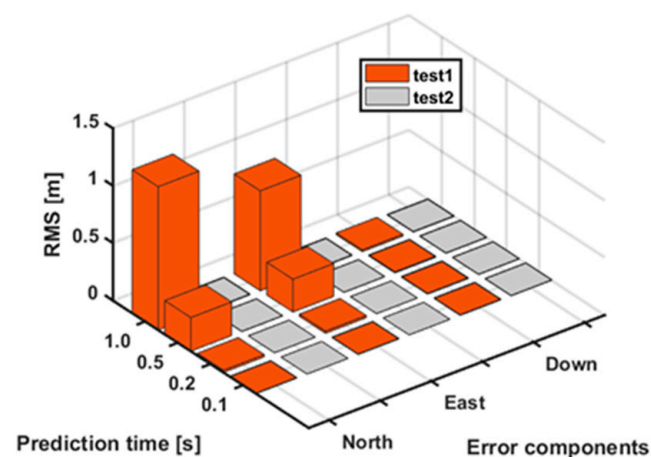 test1
test2
RMS [m]
1.5
1
0.5
0
1.0
0.5
0.2
0.1
Prediction time [s]
North
East
Down
Error components